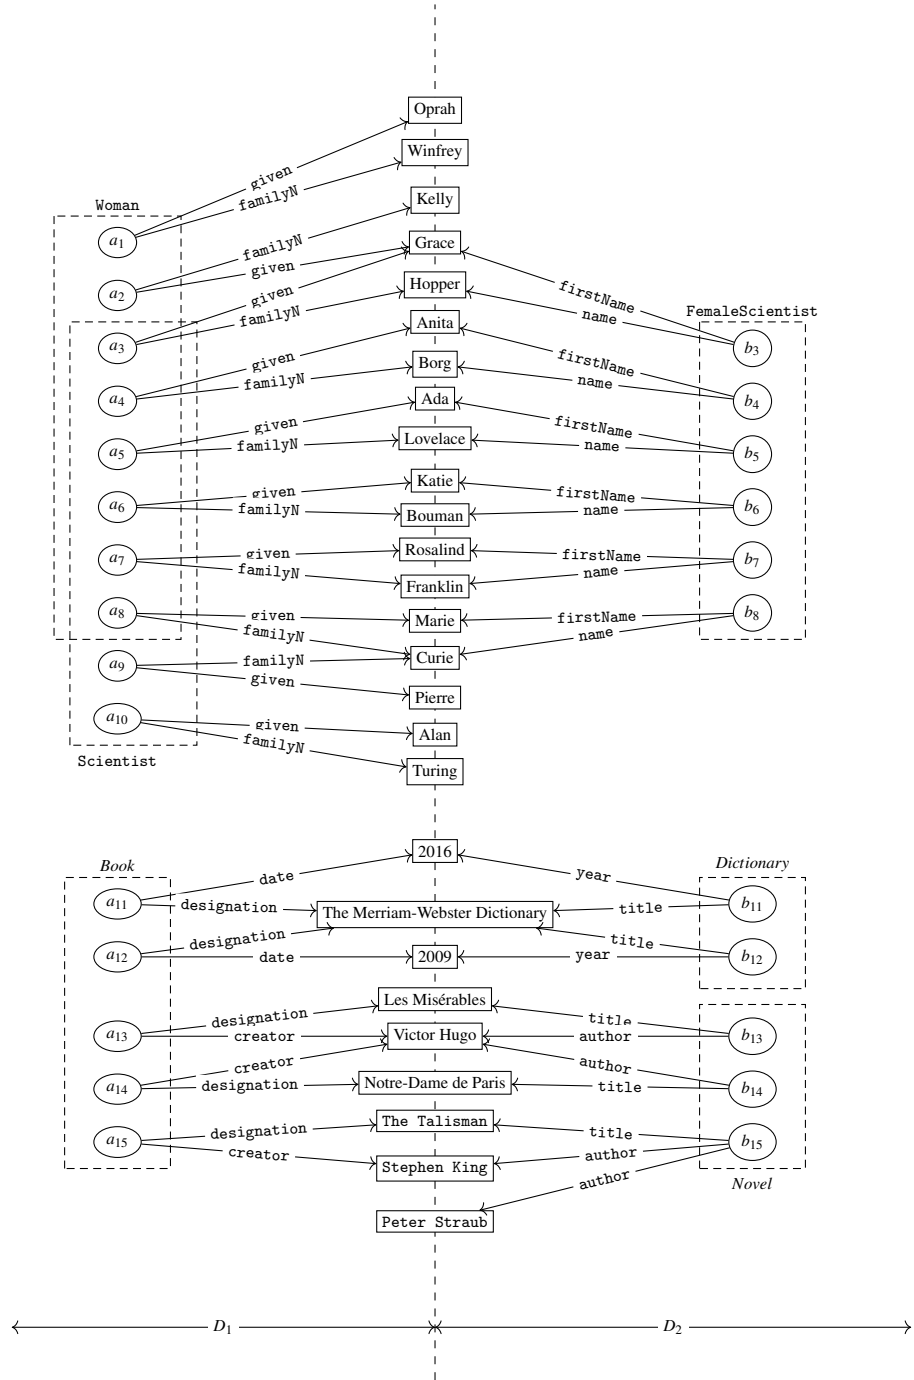 Oprah
Winfrey
given
familyN
Woman
Kelly
a1
familyN
Grace
a2
given
Hopper
given
firstName
name
FemaleScientist
a3
familyN
Anita
b3
given
Borg
firstName
a4
familyN
name
b4
Ada
given
firstName
a5
familyN
Lovelace
name
b5
Katie
given
firstName
a6
familyN
Bouman
name
b6
Rosalind
given
firstName
a7
familyN
Franklin
name
b7
a8
given
Marie
firstName
b8
familyN
name
Curie
a9
familyN
given
Pierre
a10
given
Alan
familyN
Scientist
Turing
2016
Book
Dictionary
date
year
a11
designation
The Merriam-Webster Dictionary
title
b11
designation
title
a12
date
2009
year
b12
Les Misérables
designation
title
a13
creator
Victor Hugo
author
b13
creator
author
a14
designation
Notre-Dame de Paris
title
b14
designation
The Talisman
title
a15
creator
Stephen King
author
b15
author
Novel
Peter Straub
D1
D2